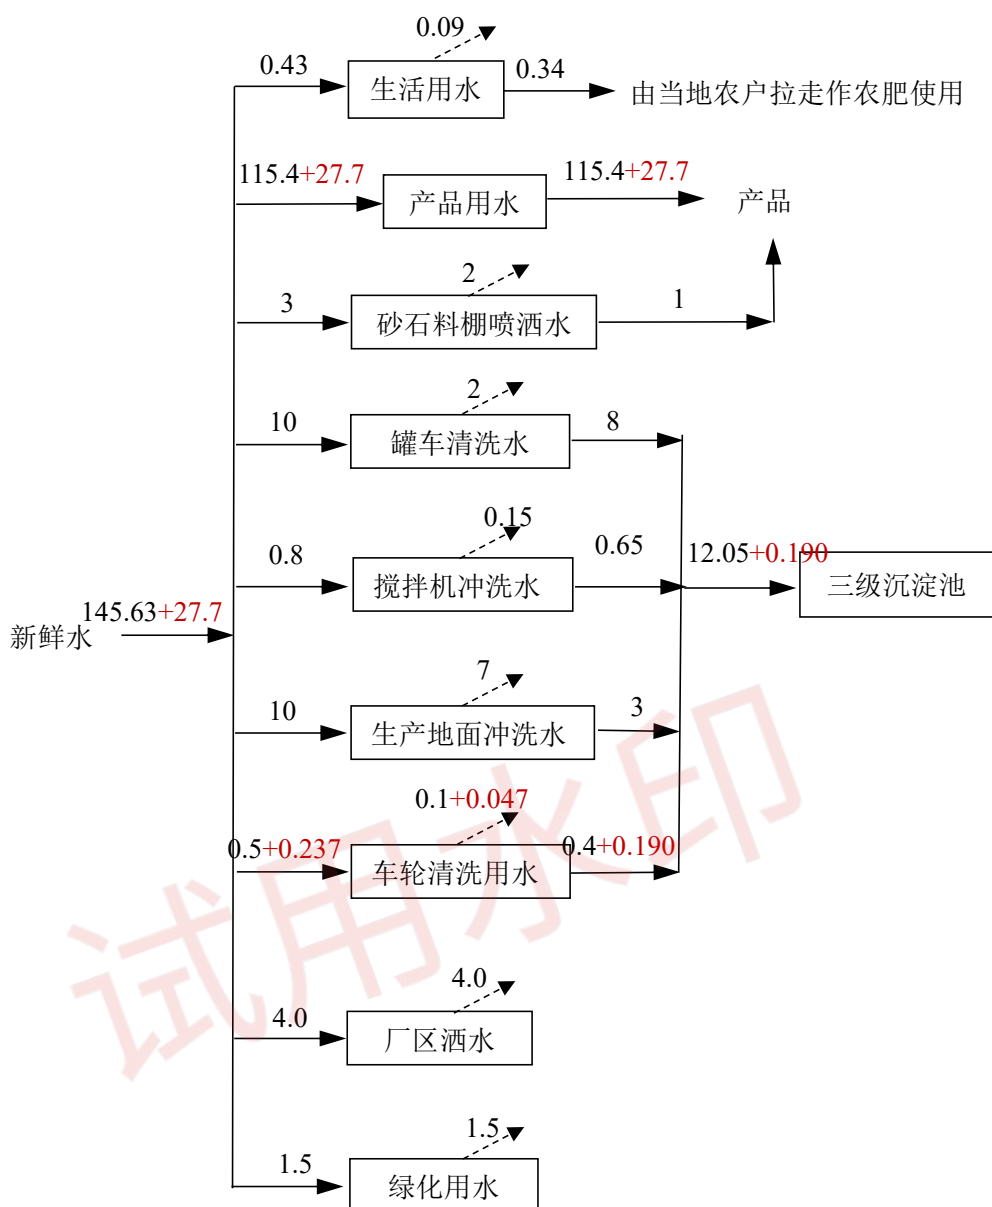 0.09
0.43
生活用水
0.34
由当地农户拉走作农肥使用
115.4+27.7
产品用水
115.4+27.7
产品
2
3
砂石料棚喷洒水
1
2
10
罐车清洗水
8
0.15
0.8
搅拌机冲洗水
0.65
12.05+0.190
三级沉淀池
145.63+27.7
新鲜水
7
10
生产地面冲洗水
3
0.1+0.047
0.5+0.237
车轮清洗用水
0.4+0.190
4.0
4.0
厂区洒水
1.5
1.5
绿化用水
试用水印